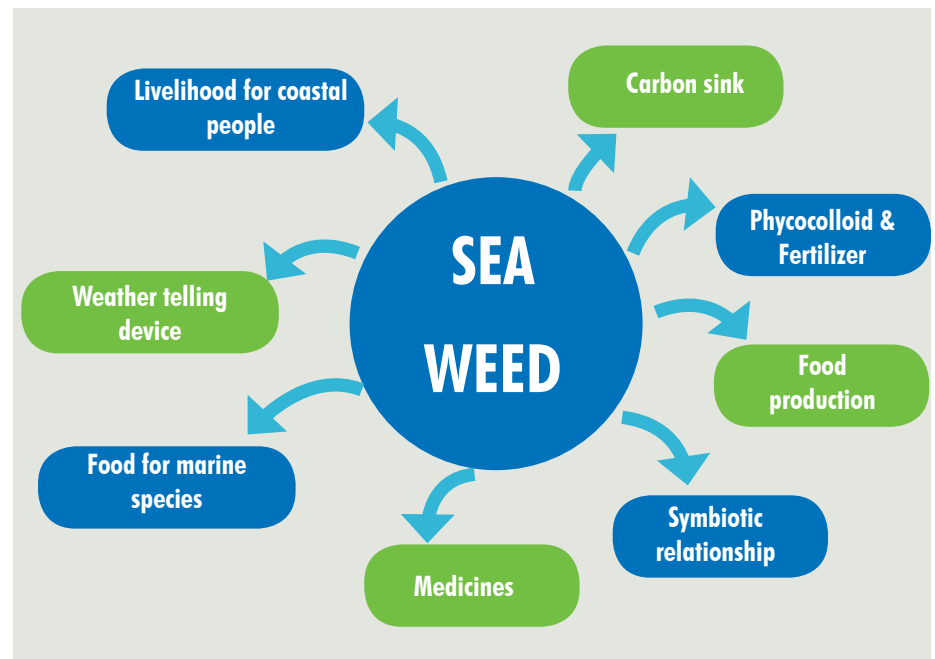 Livelihood for coastal
people
Carbon sink
Phycocolloid &
Fertilizer
SEA
WEED
Weather telling
device
Food
production
Food for marine
species
Symbiotic
relationship
Medicines